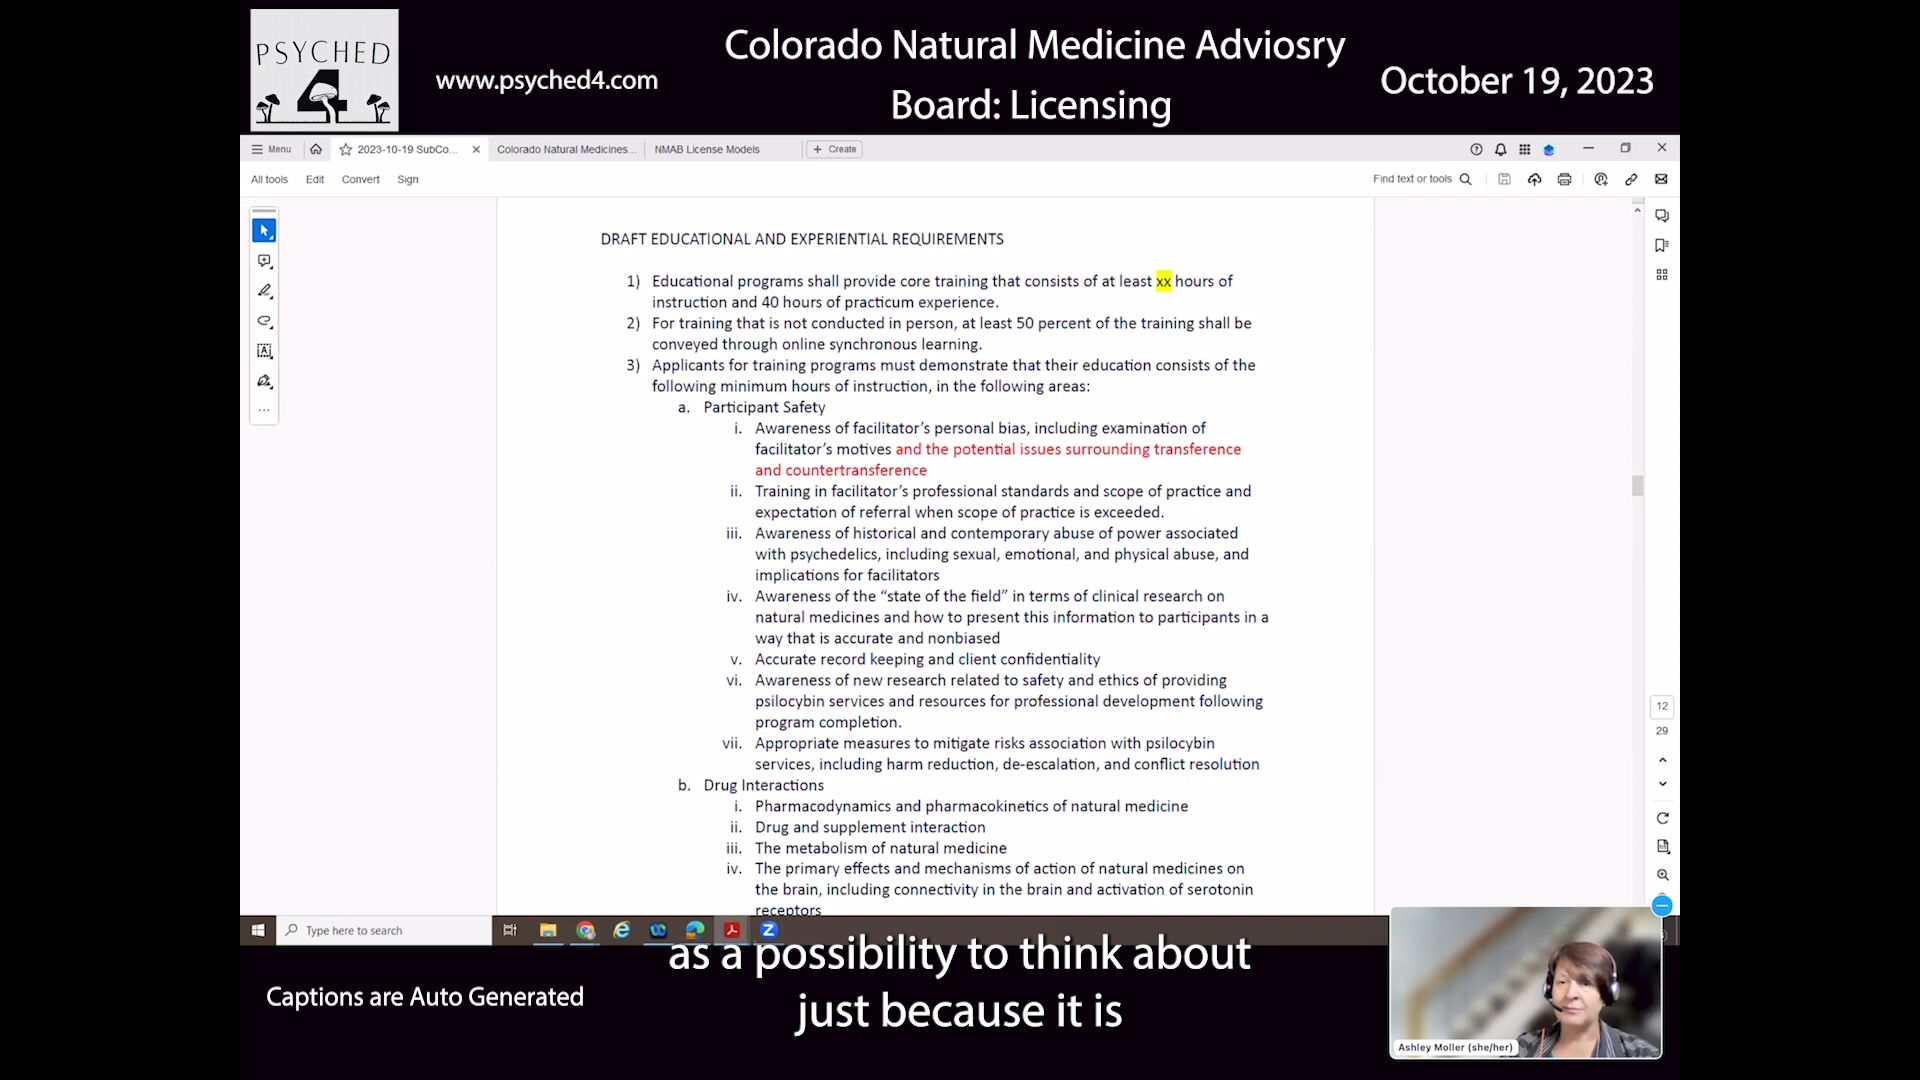 PSYCHED
4
www.psyched4.com
Colorado Natural Medicine Adviosry
Board: Licensing
October 19, 2023
Menu
2023-10-19 SubCo...
Colorado Natural Medicines...
NMAB License Models
+ Create
All tools
Edit
Convert
Sign
Find text or tools
DRAFT EDUCATIONAL AND EXPERIENTIAL REQUIREMENTS
1) Educational programs shall provide core training that consists of at least xx hours of
instruction and 40 hours of practicum experience.
2) For training that is not conducted in person, at least 50 percent of the training shall be
conveyed through online synchronous learning.
3) Applicants for training programs must demonstrate that their education consists of the
following minimum hours of instruction, in the following areas:
a. Participant Safety
i. Awareness of facilitator’s personal bias, including examination of
facilitator’s motives and the potential issues surrounding transference
and countertransference
ii. Training in facilitator’s professional standards and scope of practice and
expectation of referral when scope of practice is exceeded.
iii. Awareness of historical and contemporary abuse of power associated
with psychedelics, including sexual, emotional, and physical abuse, and
implications for facilitators
iv. Awareness of the “state of the field” in terms of clinical research on
natural medicines and how to present this information to participants in a
way that is accurate and nonbiased
v. Accurate record keeping and client confidentiality
vi. Awareness of new research related to safety and ethics of providing
psilocybin services and resources for professional development following
program completion.
vii. Appropriate measures to mitigate risks association with psilocybin
services, including harm reduction, de-escalation, and conflict resolution
b. Drug Interactions
i. Pharmacodynamics and pharmacokinetics of natural medicine
ii. Drug and supplement interaction
iii. The metabolism of natural medicine
iv. The primary effects and mechanisms of action of natural medicines on
the brain, including connectivity in the brain and activation of serotonin
receptors
12
29
Type here to search
as a possibility to think about
just because it is
Captions are Auto Generated
Ashley Moller (she/her)